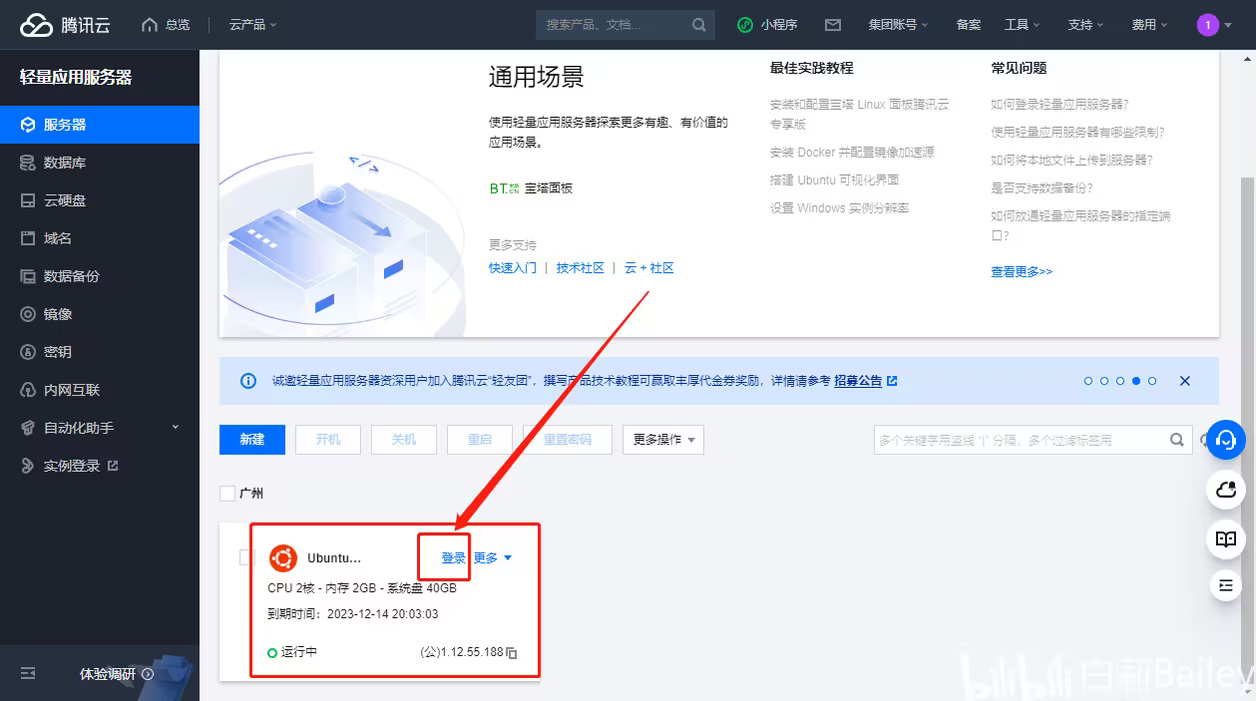 腾讯云 总览 云产品 搜索产品、文档... 小程序 集团账号 备案 工具 支持 费用 1
轻量应用服务器
服务器
数据库
云硬盘
域名
数据备份
镜像
密钥
内网互联
自动化助手
实例登录
体验调研
通用场景
使用轻量应用服务器探索更多有趣、有价值的
应用场景。
BT.CN 宝塔面板
更多支持
快速入门 | 技术社区 | 云 + 社区
最佳实践教程
安装和配置宝塔 Linux 面板腾讯云
专享版
安装 Docker 并配置镜像加速源
搭建 Ubuntu 可视化界面
设置 Windows 实例分辨率
常见问题
如何登录轻量应用服务器?
使用轻量应用服务器有哪些限制?
如何将本地文件上传到服务器?
是否支持数据备份?
如何放通轻量应用服务器的指定端
口?
查看更多>>
诚邀轻量应用服务器资深用户加入腾讯云“轻友团”，撰写产品技术教程可赢取丰厚代金券奖励，详情请参考 招募公告
新建 开机 关机 重启 重置密码 更多操作 多个关键字用竖线 "|" 分隔，多个过滤标签用
广州
Ubuntu... 登录 更多
CPU 2核 - 内存 2GB - 系统盘 40GB
到期时间：2023-12-14 20:03:03
运行中 (公)1.12.55.188
bilibili 白新Bailey